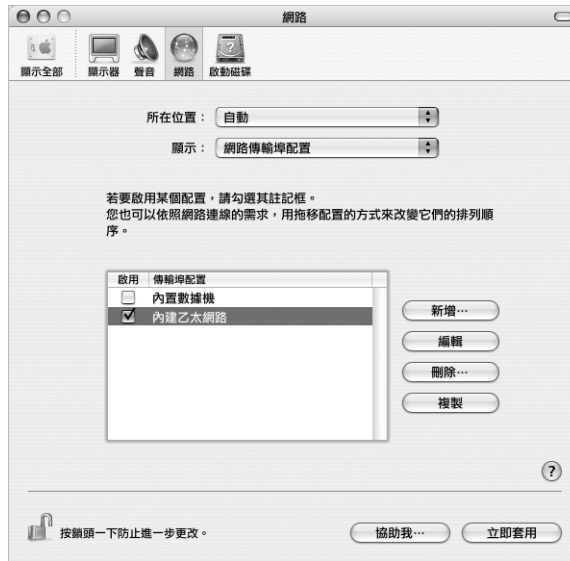 網路
顯示全部 顯示器 聲音 網路 啟動磁碟
所在位置： 自動
顯示： 網路傳輸埠配置
若要啟用某個配置，請勾選其註記框。
您也可以依照網路連線的需求，用拖移配置的方式來改變它們的排列順
序。
啟用 傳輸埠配置
內置數據機
內建乙太網路
新增…
編輯
刪除…
複製
?
按鎖頭一下防止進一步更改。
協助我… 立即套用